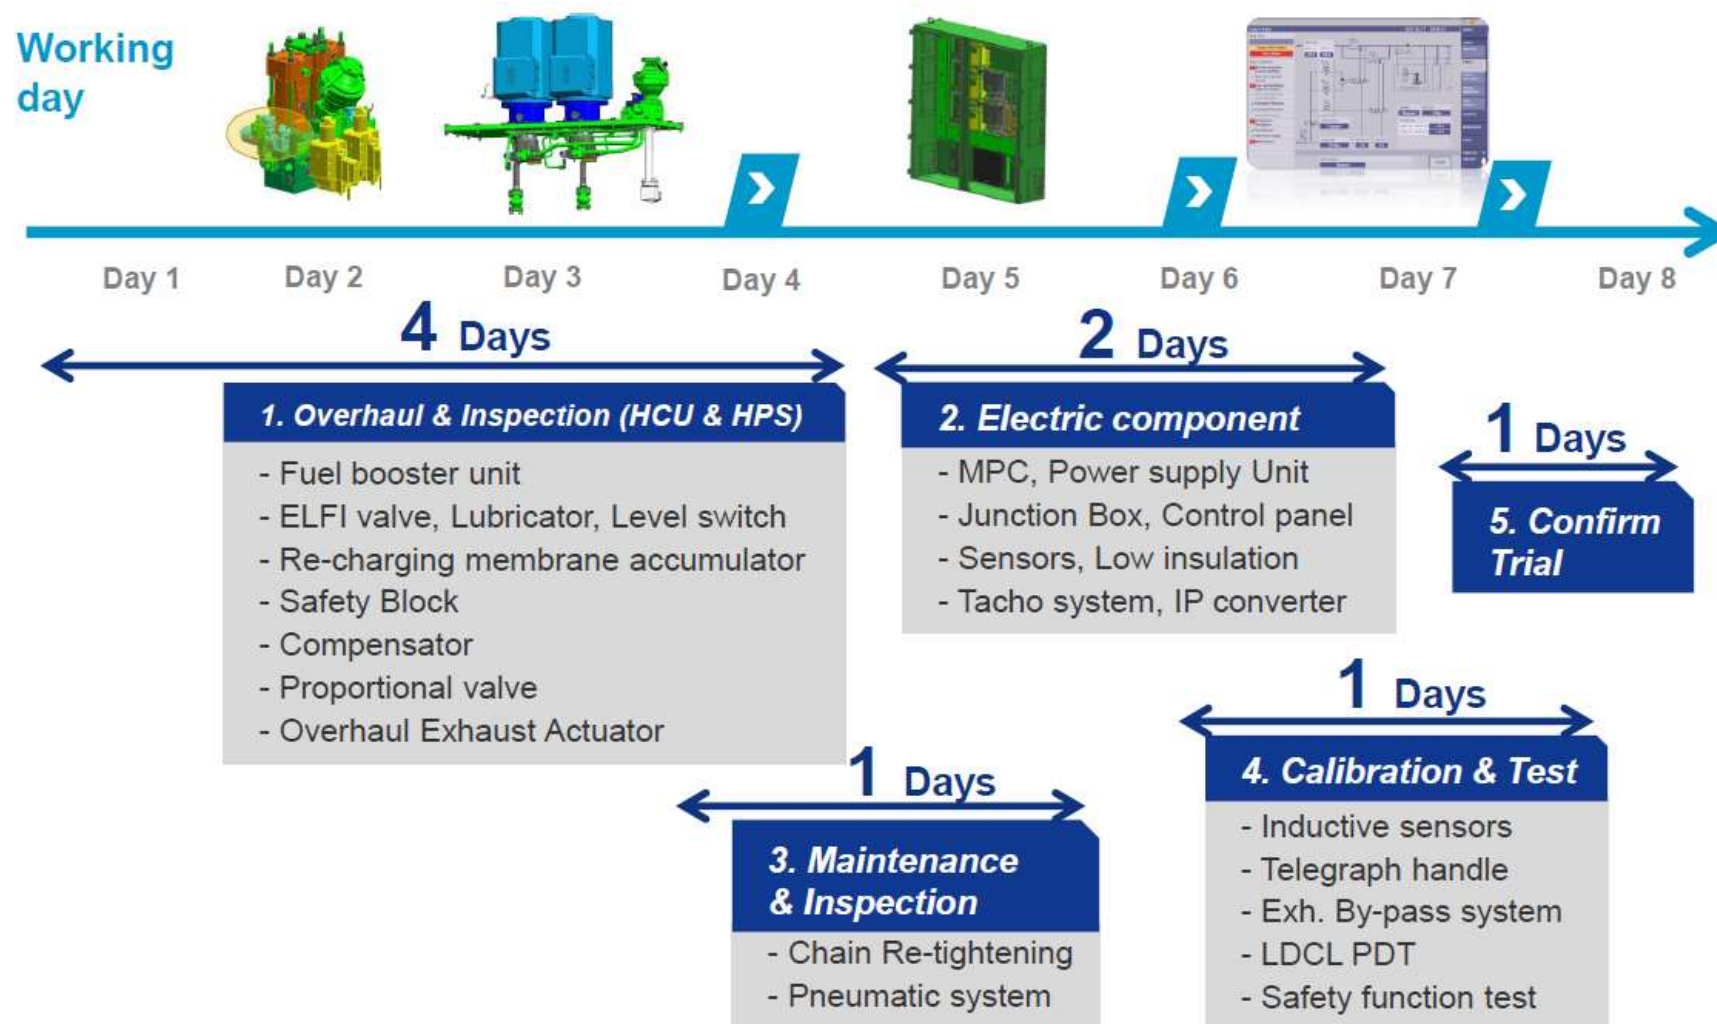 Working
day
Day 1
Day 2
Day 3
Day 4
Day 5
Day 6
Day 7
Day 8
4 Days
1. Overhaul & Inspection (HCU & HPS)
- Fuel booster unit
- ELFI valve, Lubricator, Level switch
- Re-charging membrane accumulator
- Safety Block
- Compensator
- Proportional valve
- Overhaul Exhaust Actuator
2 Days
2. Electric component
- MPC, Power supply Unit
- Junction Box, Control panel
- Sensors, Low insulation
- Tacho system, IP converter
1 Days
3. Maintenance
& Inspection
- Chain Re-tightening
- Pneumatic system
1 Days
4. Calibration & Test
- Inductive sensors
- Telegraph handle
- Exh. By-pass system
- LDCL PDT
- Safety function test
1 Days
5. Confirm
Trial